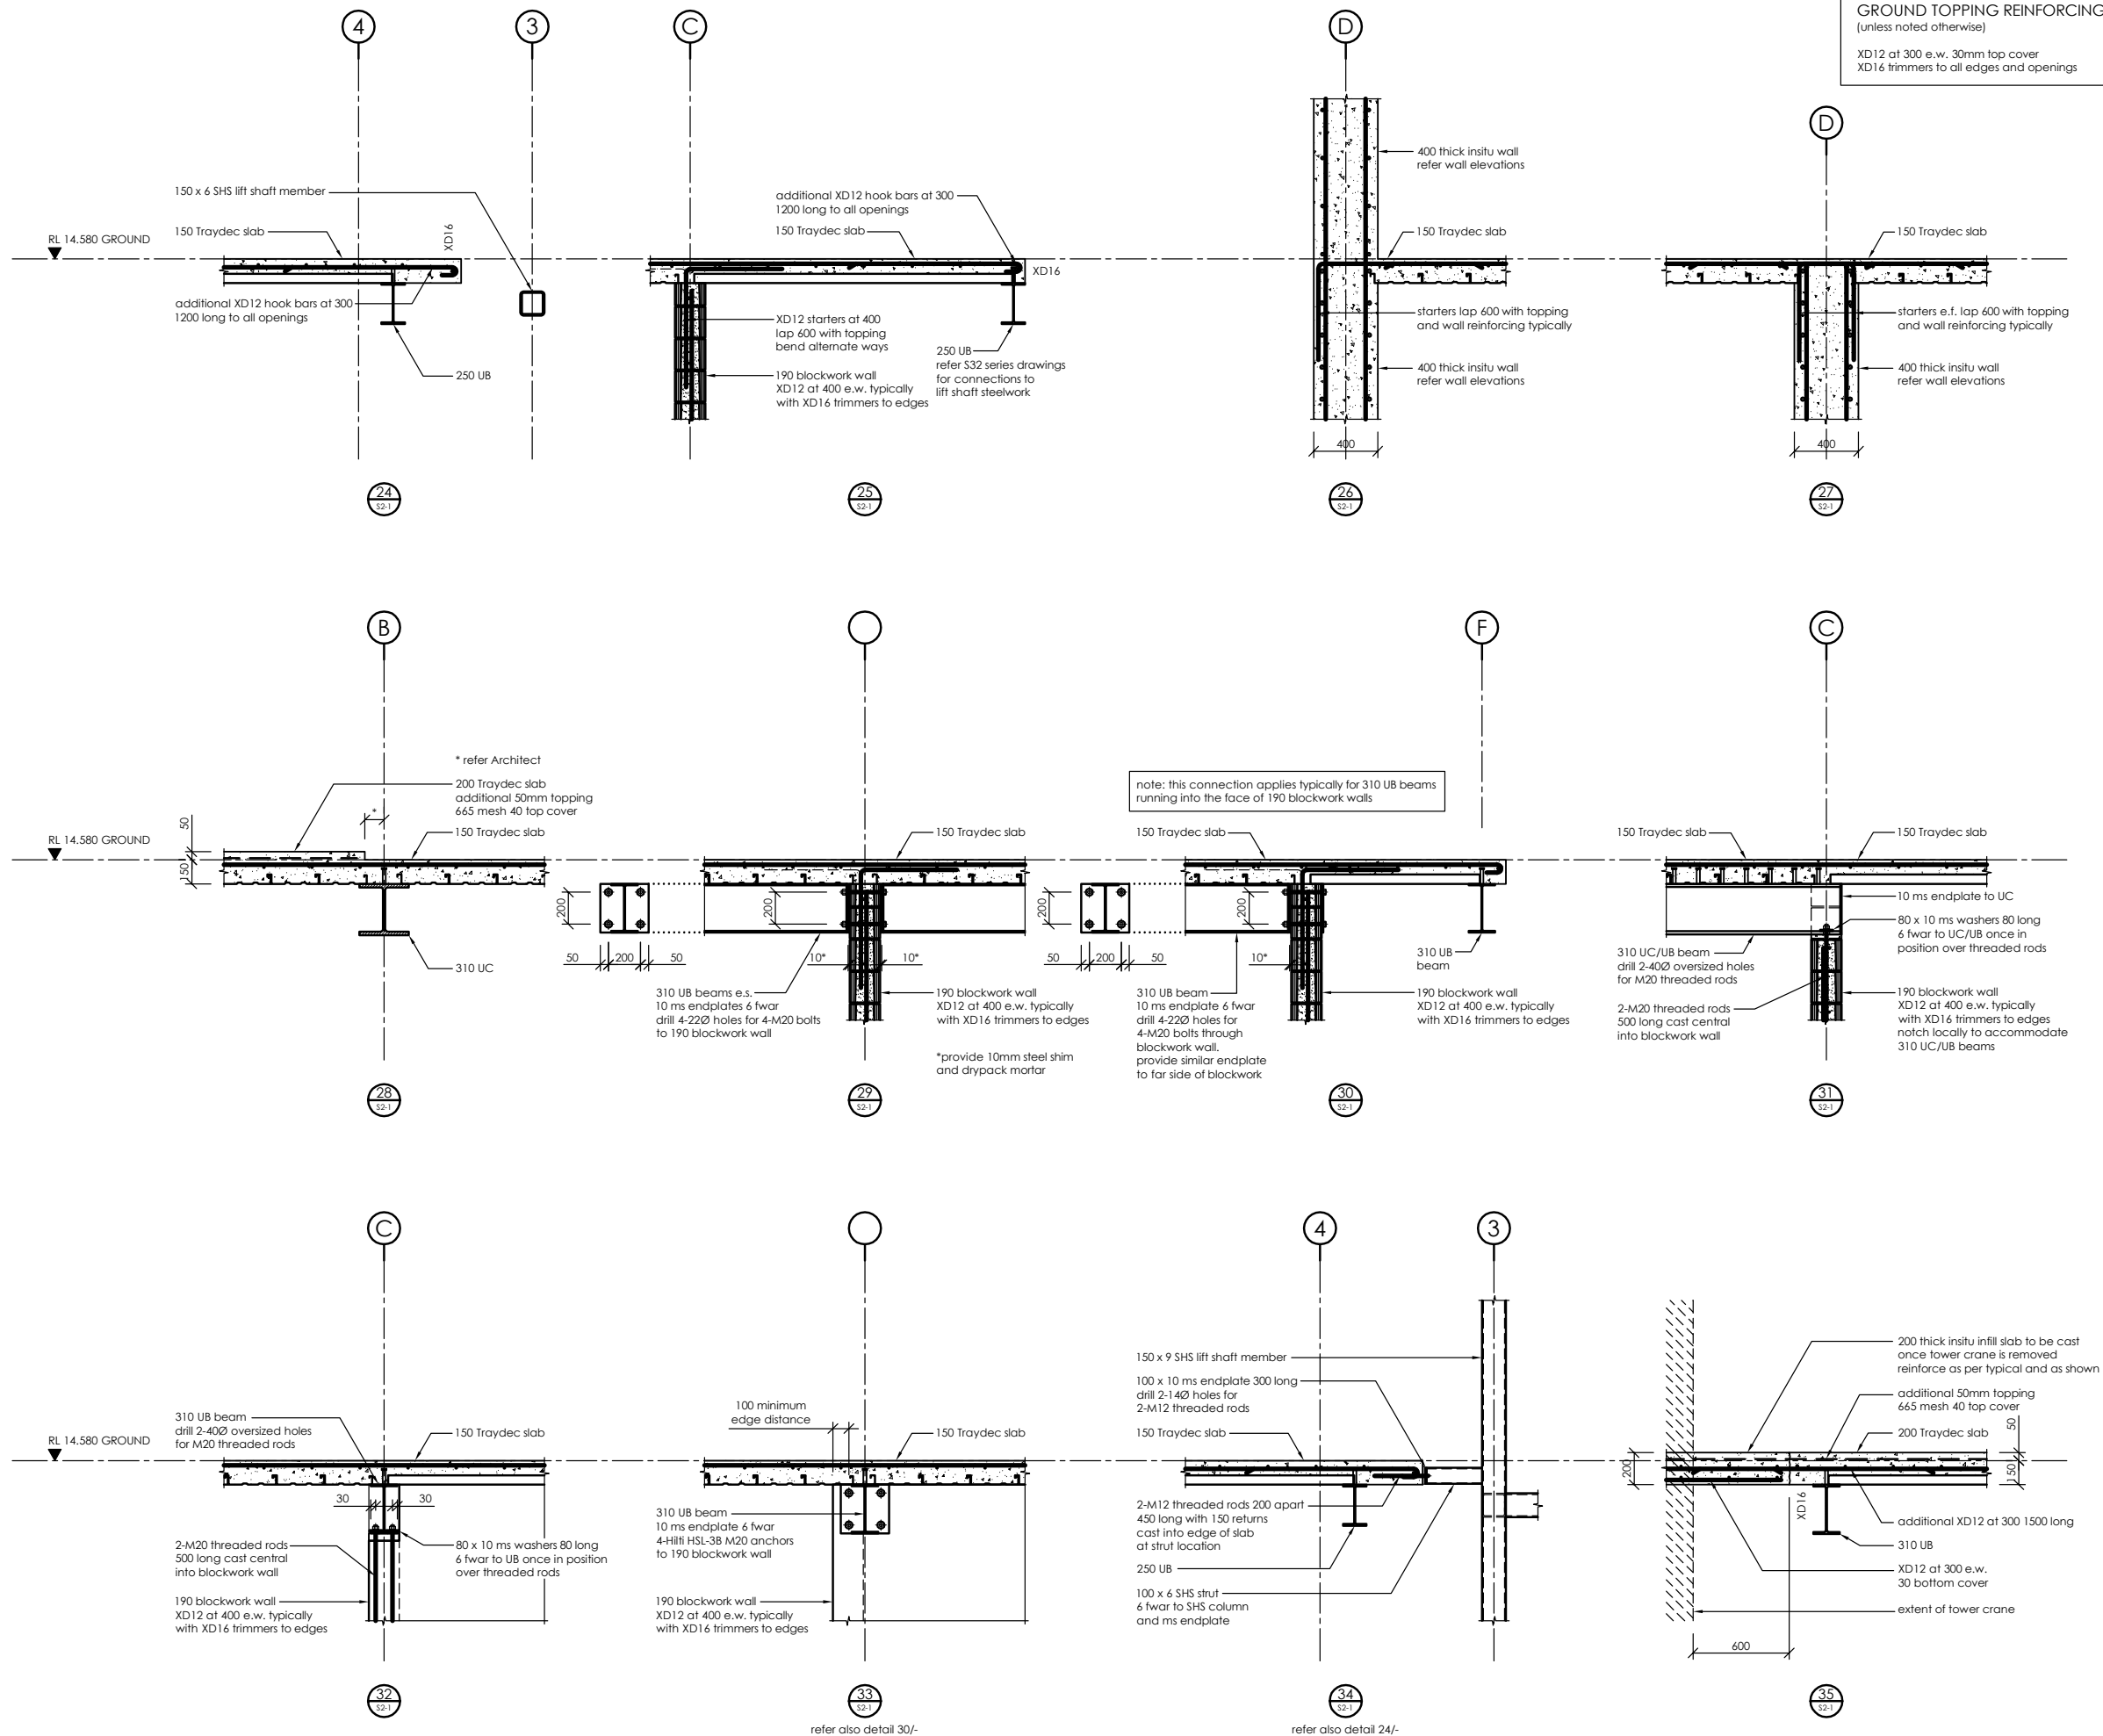 GROUND TOPPING REINFORCING
(unless noted otherwise)
XD12 at 300 e.w. 30mm top cover
XD16 trimmers to all edges and openings
4
3
C
D
D
RL 14.580 GROUND
150 x 6 SHS lift shaft member
150 Traydec slab
XD16
additional XD12 hook bars at 300
1200 long to all openings
250 UB
24
S2-1
additional XD12 hook bars at 300
1200 long to all openings
150 Traydec slab
XD16
XD12 starters at 400
lap 600 with topping
bend alternate ways
250 UB
refer S32 series drawings
for connections to
lift shaft steelwork
190 blockwork wall
XD12 at 400 e.w. typically
with XD16 trimmers to edges
25
S2-1
400 thick insitu wall
refer wall elevations
150 Traydec slab
starters lap 600 with topping
and wall reinforcing typically
400 thick insitu wall
refer wall elevations
400
26
S2-1
150 Traydec slab
starters e.f. lap 600 with topping
and wall reinforcing typically
400 thick insitu wall
refer wall elevations
400
27
S2-1
B
F
C
RL 14.580 GROUND
* refer Architect
200 Traydec slab
additional 50mm topping
665 mesh 40 top cover
*
150 Traydec slab
50
150
310 UC
28
S2-1
150 Traydec slab
200
200
50
200
50
10*
10*
310 UB beams e.s.
10 ms endplates 6 fwar
drill 4-22Ø holes for 4-M20 bolts
to 190 blockwork wall
190 blockwork wall
XD12 at 400 e.w. typically
with XD16 trimmers to edges
*provide 10mm steel shim
and drypack mortar
29
S2-1
note: this connection applies typically for 310 UB beams
running into the face of 190 blockwork walls
150 Traydec slab
200
200
50
200
50
10*
310 UB
beam
310 UB beam
10 ms endplate 6 fwar
drill 4-22Ø holes for
4-M20 bolts through
blockwork wall.
provide similar endplate
to far side of blockwork
190 blockwork wall
XD12 at 400 e.w. typically
with XD16 trimmers to edges
30
S2-1
150 Traydec slab
150 Traydec slab
10 ms endplate to UC
80 x 10 ms washers 80 long
6 fwar to UC/UB once in
position over threaded rods
310 UC/UB beam
drill 2-40Ø oversized holes
for M20 threaded rods
2-M20 threaded rods
500 long cast central
into blockwork wall
190 blockwork wall
XD12 at 400 e.w. typically
with XD16 trimmers to edges
notch locally to accommodate
310 UC/UB beams
31
S2-1
C
4
3
RL 14.580 GROUND
310 UB beam
drill 2-40Ø oversized holes
for M20 threaded rods
150 Traydec slab
30
30
2-M20 threaded rods
500 long cast central
into blockwork wall
80 x 10 ms washers 80 long
6 fwar to UB once in position
over threaded rods
190 blockwork wall
XD12 at 400 e.w. typically
with XD16 trimmers to edges
32
S2-1
100 minimum
edge distance
150 Traydec slab
310 UB beam
10 ms endplate 6 fwar
4-Hilti HSL-3B M20 anchors
to 190 blockwork wall
190 blockwork wall
XD12 at 400 e.w. typically
with XD16 trimmers to edges
33
S2-1
refer also detail 30/-
150 x 9 SHS lift shaft member
100 x 10 ms endplate 300 long
drill 2-14Ø holes for
2-M12 threaded rods
150 Traydec slab
2-M12 threaded rods 200 apart
450 long with 150 returns
cast into edge of slab
at strut location
250 UB
100 x 6 SHS strut
6 fwar to SHS column
and ms endplate
34
S2-1
refer also detail 24/-
200 thick insitu infill slab to be cast
once tower crane is removed
reinforce as per typical and as shown
additional 50mm topping
665 mesh 40 top cover
200 Traydec slab
50
150
200
XD16
additional XD12 at 300 1500 long
310 UB
XD12 at 300 e.w.
30 bottom cover
extent of tower crane
600
35
S2-1